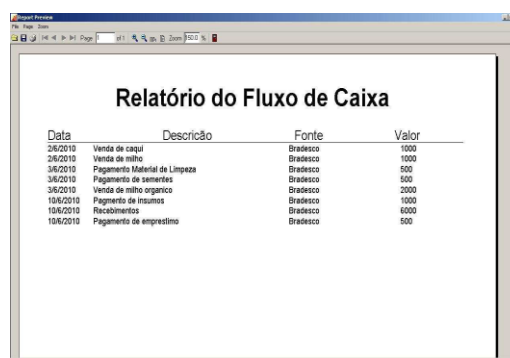 Report Preview
File Page Zoom
Page 1 of 1 Zoom 150.0 %
Relatório do Fluxo de Caixa
Data Descricão Fonte Valor
2/6/2010 Venda de caqui Bradesco 1000
2/6/2010 Venda de milho Bradesco 1000
3/6/2010 Pagamento Material de Limpeza Bradesco 500
3/6/2010 Pagamento de sementes Bradesco 500
3/6/2010 Venda de milho organico Bradesco 2000
10/6/2010 Pagmento de insumos Bradesco 1000
10/6/2010 Recebimentos Bradesco 6000
10/6/2010 Pagamento de emprestimo Bradesco 500